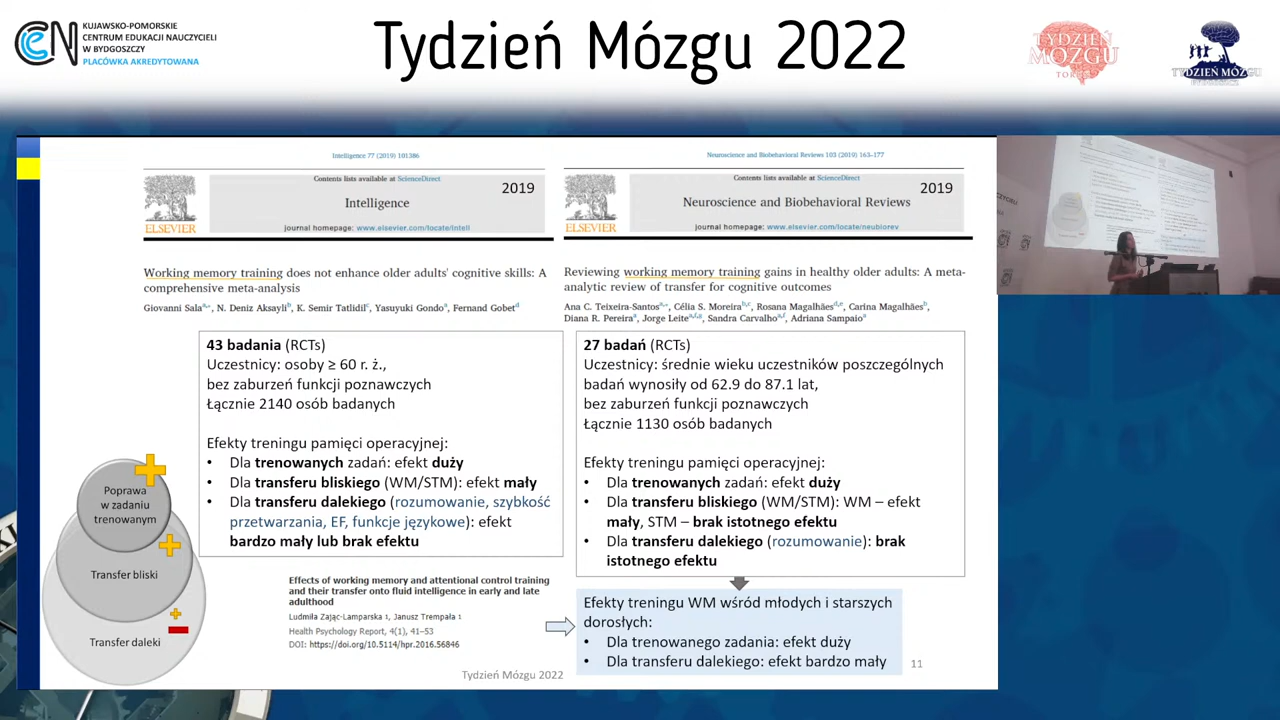 KUJAWSKO-POMORSKIE
CENTRUM EDUKACJI NAUCZYCIELI
W BYDGOSZCZY
PLACÓWKA AKREDYTOWANA
Tydzień Mózgu 2022
TYDZIEŃ
MÓZGU
TORUŃ
TYDZIEŃ MÓZGU
Intelligence 77 (2019) 101386
Contents lists available at ScienceDirect
2019
Intelligence
ELSEVIER
journal homepage: www.elsevier.com/locate/intell
Working memory training does not enhance older adults' cognitive skills: A
comprehensive meta-analysis
Giovanni Sala, N. Deniz Aksayli, K. Semir Tatlidil, Yasuyuki Gondo, Fernand Gobet
43 badania (RCTs)
Uczestnicy: osoby ≥ 60 r. ż.,
bez zaburzeń funkcji poznawczych
Łącznie 2140 osób badanych
Efekty treningu pamięci operacyjnej:
• Dla trenowanych zadań: efekt duży
• Dla transferu bliskiego (WM/STM): efekt mały
• Dla transferu dalekiego (rozumowanie, szybkość
przetwarzania, EF, funkcje językowe): efekt
bardzo mały lub brak efektu
Neuroscience and Biobehavioral Reviews 103 (2019) 163–177
Contents lists available at ScienceDirect
2019
Neuroscience and Biobehavioral Reviews
ELSEVIER
journal homepage: www.elsevier.com/locate/neubiorev
Reviewing working memory training gains in healthy older adults: A meta-
analytic review of transfer for cognitive outcomes
Ana C. Teixeira-Santos, Célia S. Moreira, Rosana Magalhães, Carina Magalhães,
Diana R. Pereira, Jorge Leite, Sandra Carvalho, Adriana Sampaio
27 badań (RCTs)
Uczestnicy: średnie wieku uczestników poszczególnych
badań wynosiły od 62.9 do 87.1 lat,
bez zaburzeń funkcji poznawczych
Łącznie 1130 osób badanych
Efekty treningu pamięci operacyjnej:
• Dla trenowanych zadań: efekt duży
• Dla transferu bliskiego (WM/STM): WM – efekt
mały, STM – brak istotnego efektu
• Dla transferu dalekiego (rozumowanie): brak
istotnego efektu
Poprawa
w zadaniu
trenowanym
Transfer bliski
Transfer daleki
Effects of working memory and attentional control training
and their transfer onto fluid intelligence in early and late
adulthood
Ludmiła Zając-Lamparska 1, Janusz Trempała 1
Health Psychology Report, 4(1), 41–53
DOI: https://doi.org/10.5114/hpr.2016.56846
Efekty treningu WM wśród młodych i starszych
dorosłych:
• Dla trenowanego zadania: efekt duży
• Dla transferu dalekiego: efekt bardzo mały
Tydzień Mózgu 2022
11